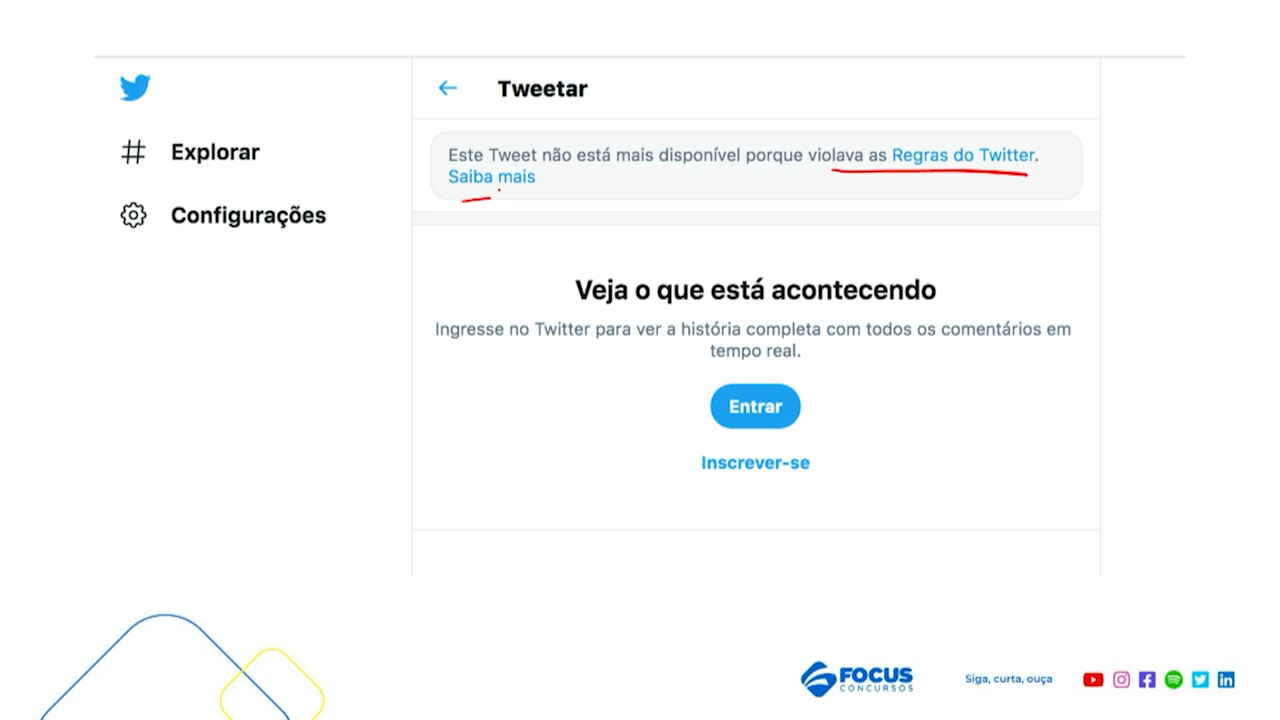 Tweetar
Explorar
Configurações
Este Tweet não está mais disponível porque violava as Regras do Twitter.
Saiba mais
Veja o que está acontecendo
Ingresse no Twitter para ver a história completa com todos os comentários em
tempo real.
Entrar
Inscrever-se
FOCUS
CONCURSOS
Siga, curta, ouça